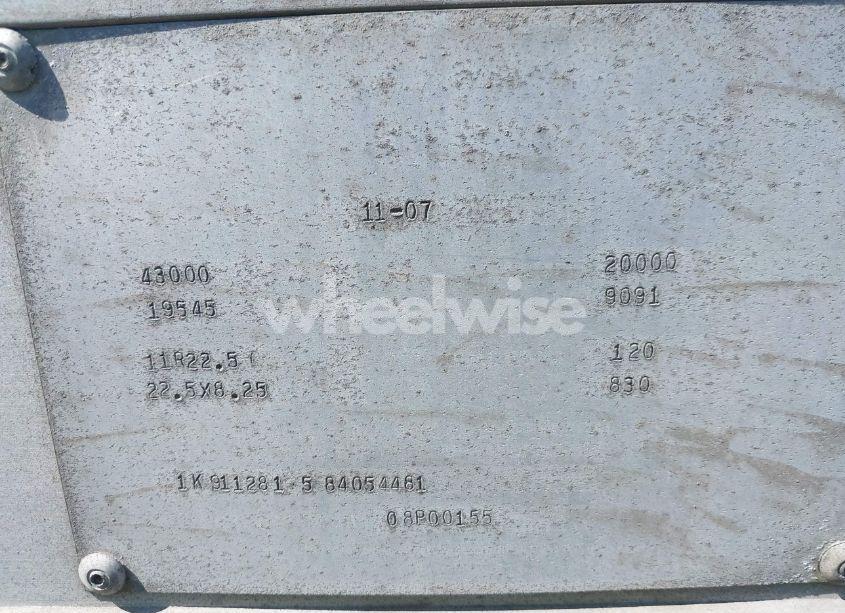 11-07
43000 20000
19545 9091
wheelwise
11R22.5( 120
22.5X8.25 830
1K911281 5 84054461
08P00155